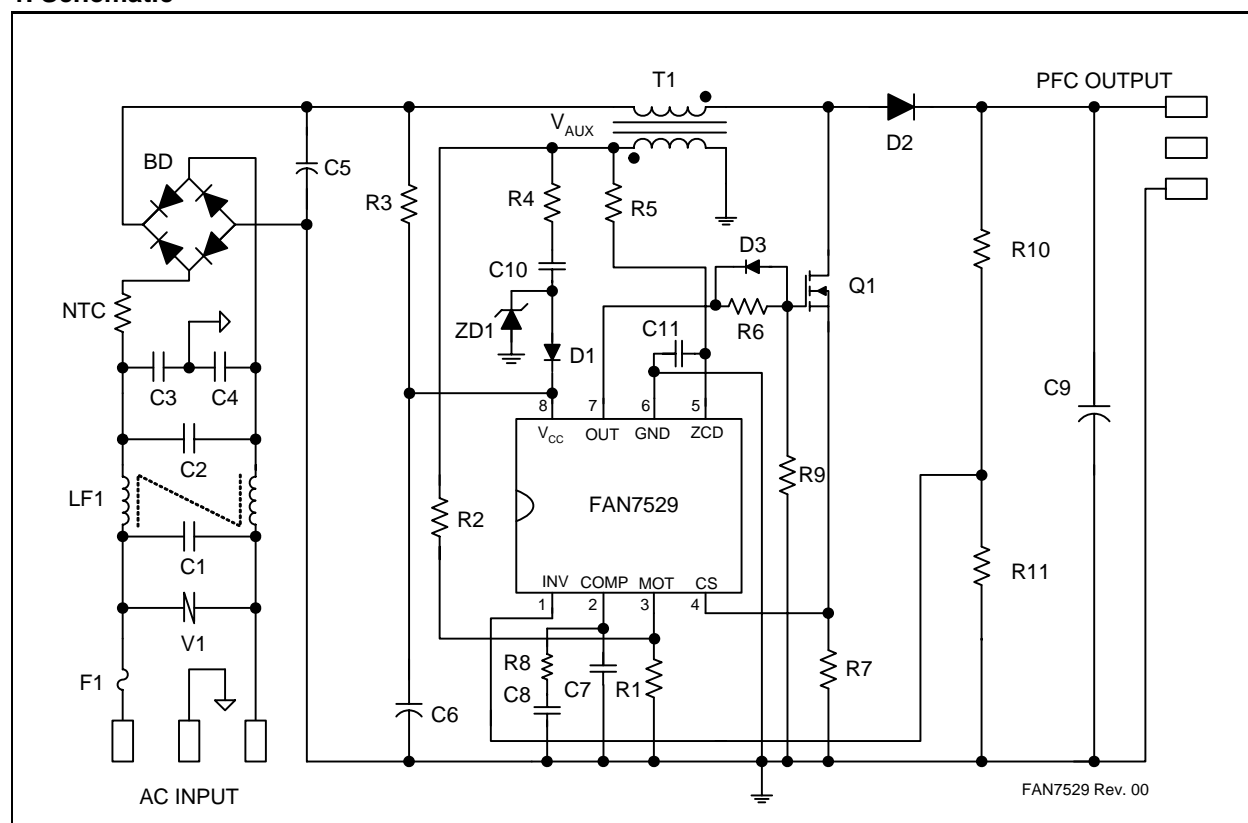 T1
PFC OUTPUT
VAUX
D2
BD
C5
R3
R4
R5
R10
D3
C10
Q1
NTC
R6
ZD1
C11
D1
C3
C4
C9
8
7
6
5
VCC
OUT
GND
ZCD
C2
R9
LF1
FAN7529
R2
C1
R11
INV
COMP
MOT
CS
1
2
3
4
V1
R8
R7
F1
C7
R1
C8
C6
AC INPUT
FAN7529 Rev. 00